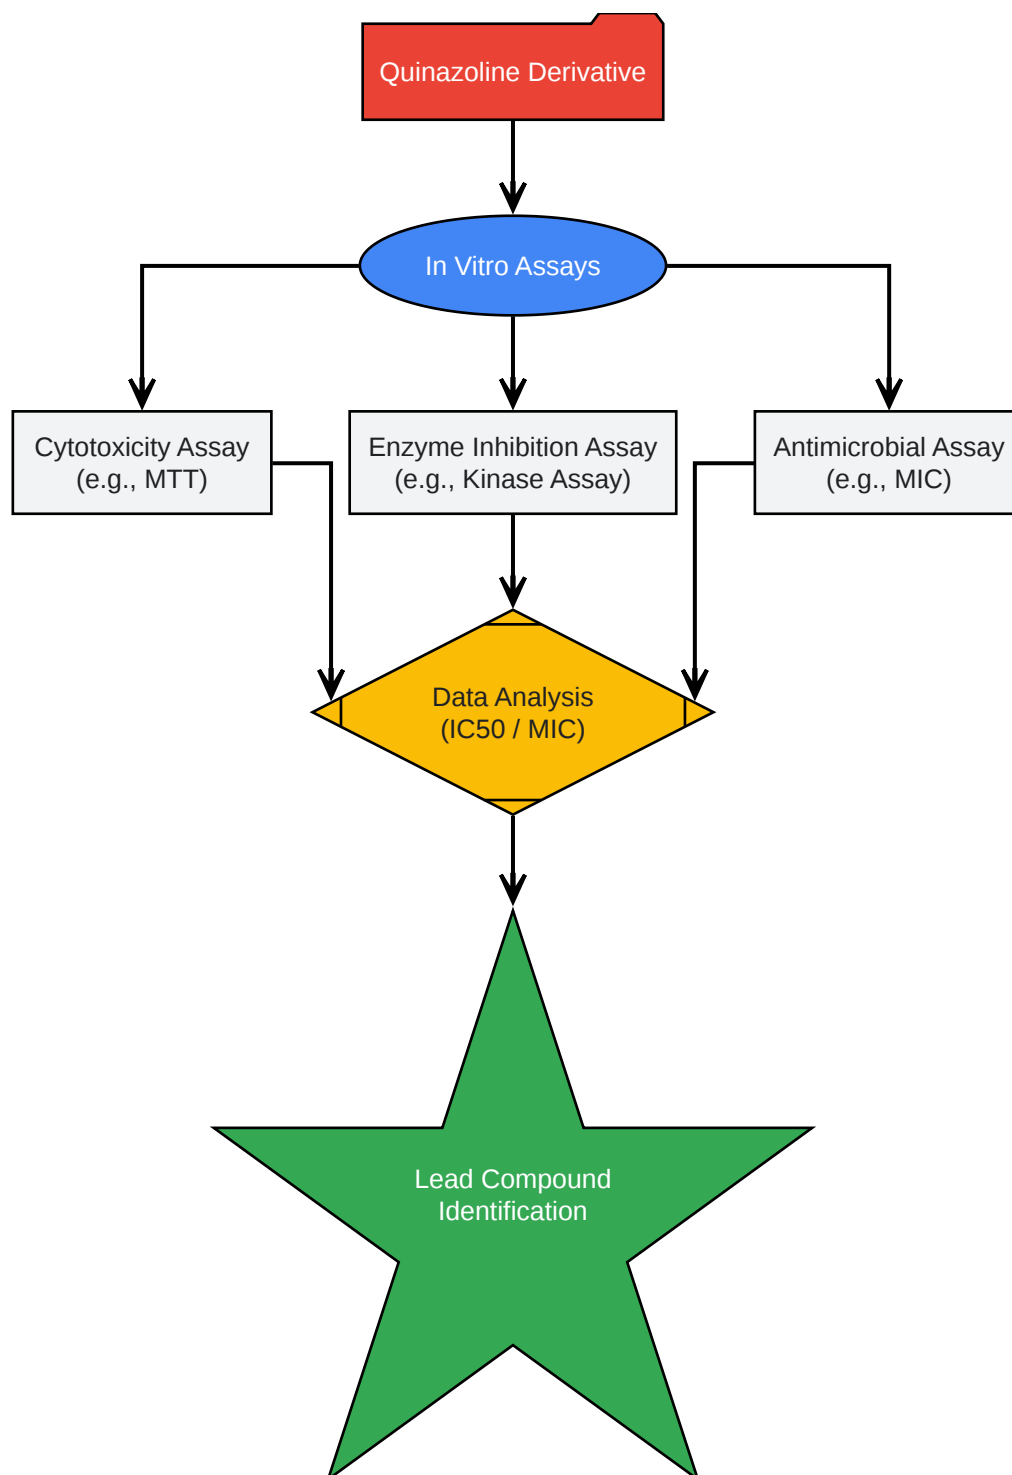 Quinazoline Derivative
In Vitro Assays
Cytotoxicity Assay
(e.g., MTT)
Enzyme Inhibition Assay
(e.g., Kinase Assay)
Antimicrobial Assay
(e.g., MIC)
Data Analysis
(IC50 / MIC)
Lead Compound
Identification